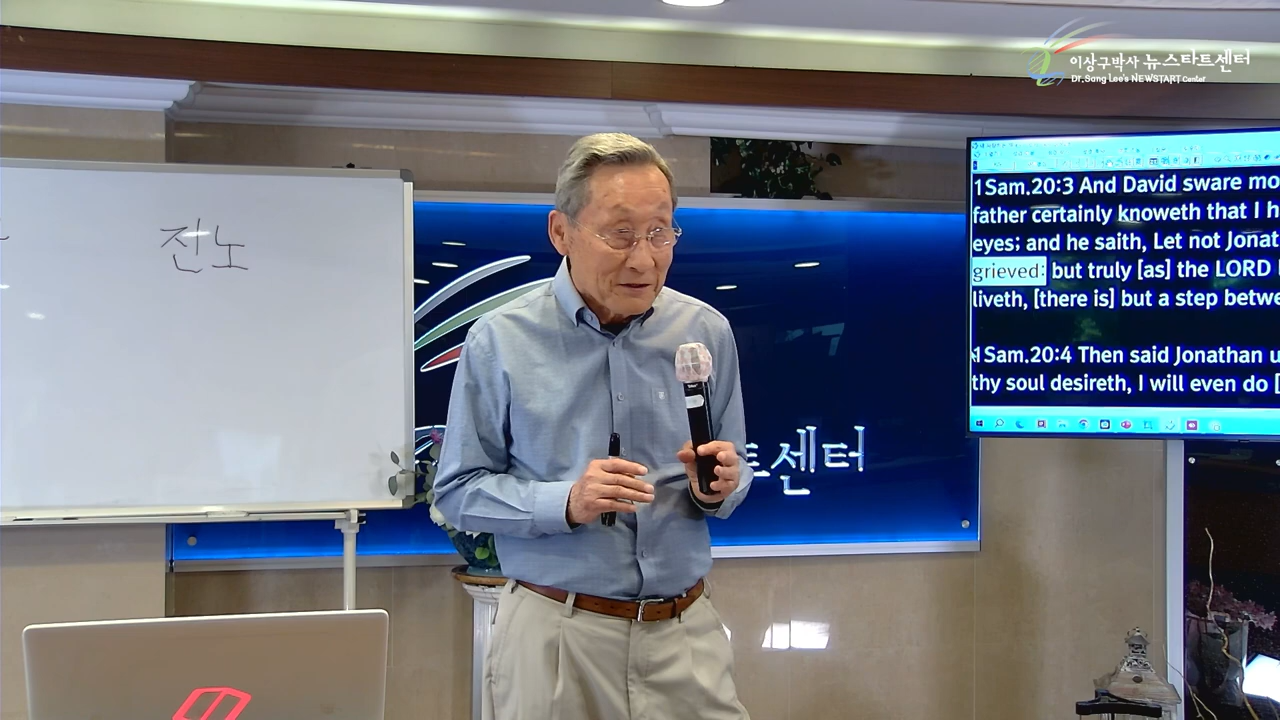 이상구박사 뉴스타트센터
Dr. Sang Lee's NEWSTART Center
전노
트센터
1Sam.20:3 And David sware mo
father certainly knoweth that I h
eyes; and he saith, Let not Jonat
grieved: but truly [as] the LORD
liveth, [there is] but a step betwe
1Sam.20:4 Then said Jonathan u
thy soul desireth, I will even do [